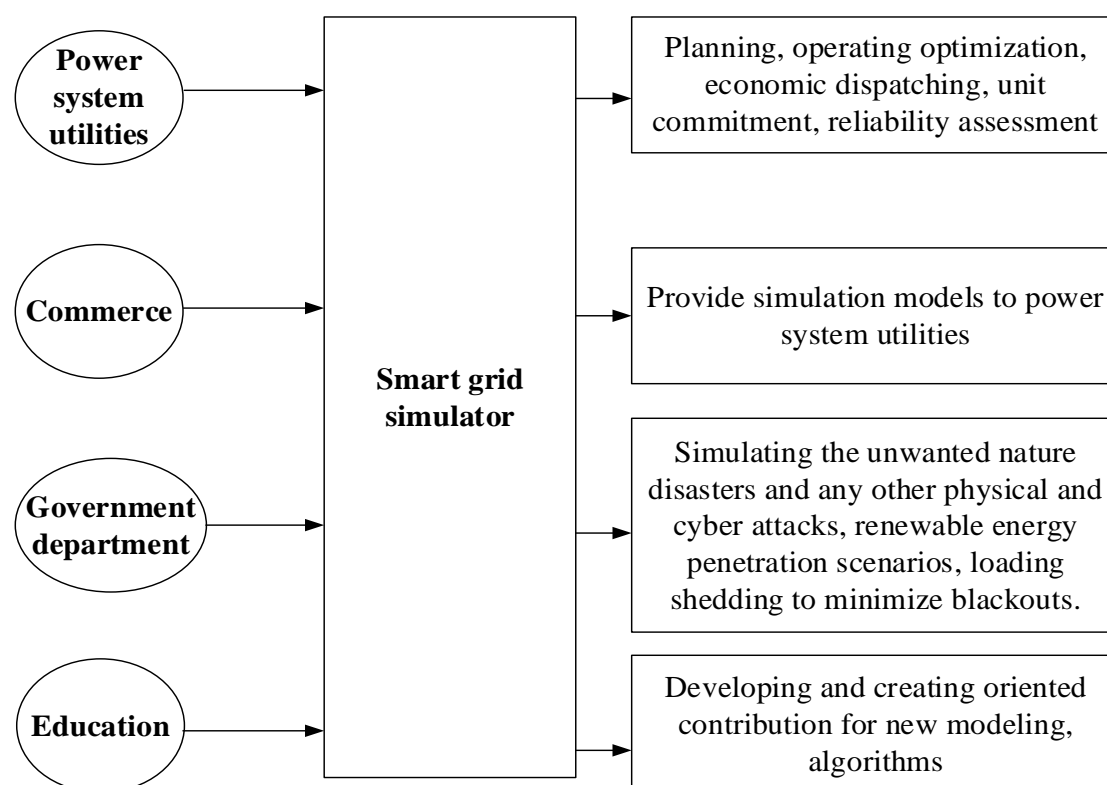 Power
system
utilities
Planning, operating optimization,
economic dispatching, unit
commitment, reliability assessment
Commerce
Provide simulation models to power
system utilities
Smart grid
simulator
Government
department
Simulating the unwanted nature
disasters and any other physical and
cyber attacks, renewable energy
penetration scenarios, loading
shedding to minimize blackouts.
Education
Developing and creating oriented
contribution for new modeling,
algorithms